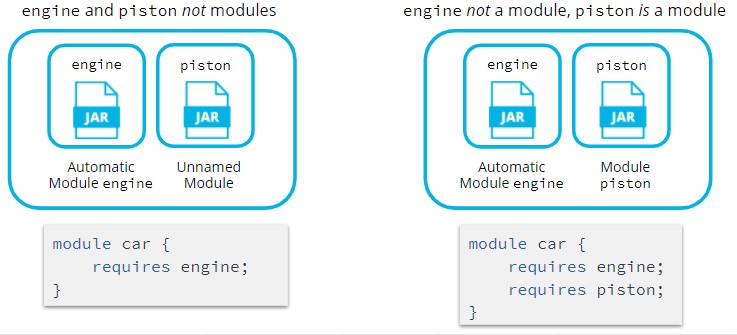 engine and piston not modules
engine
piston
JAR
JAR
Automatic
Module engine
Unnamed
Module
module car {
requires engine;
}
engine not a module, piston is a module
engine
piston
JAR
JAR
Automatic
Module engine
Module
piston
module car {
requires engine;
requires piston;
}